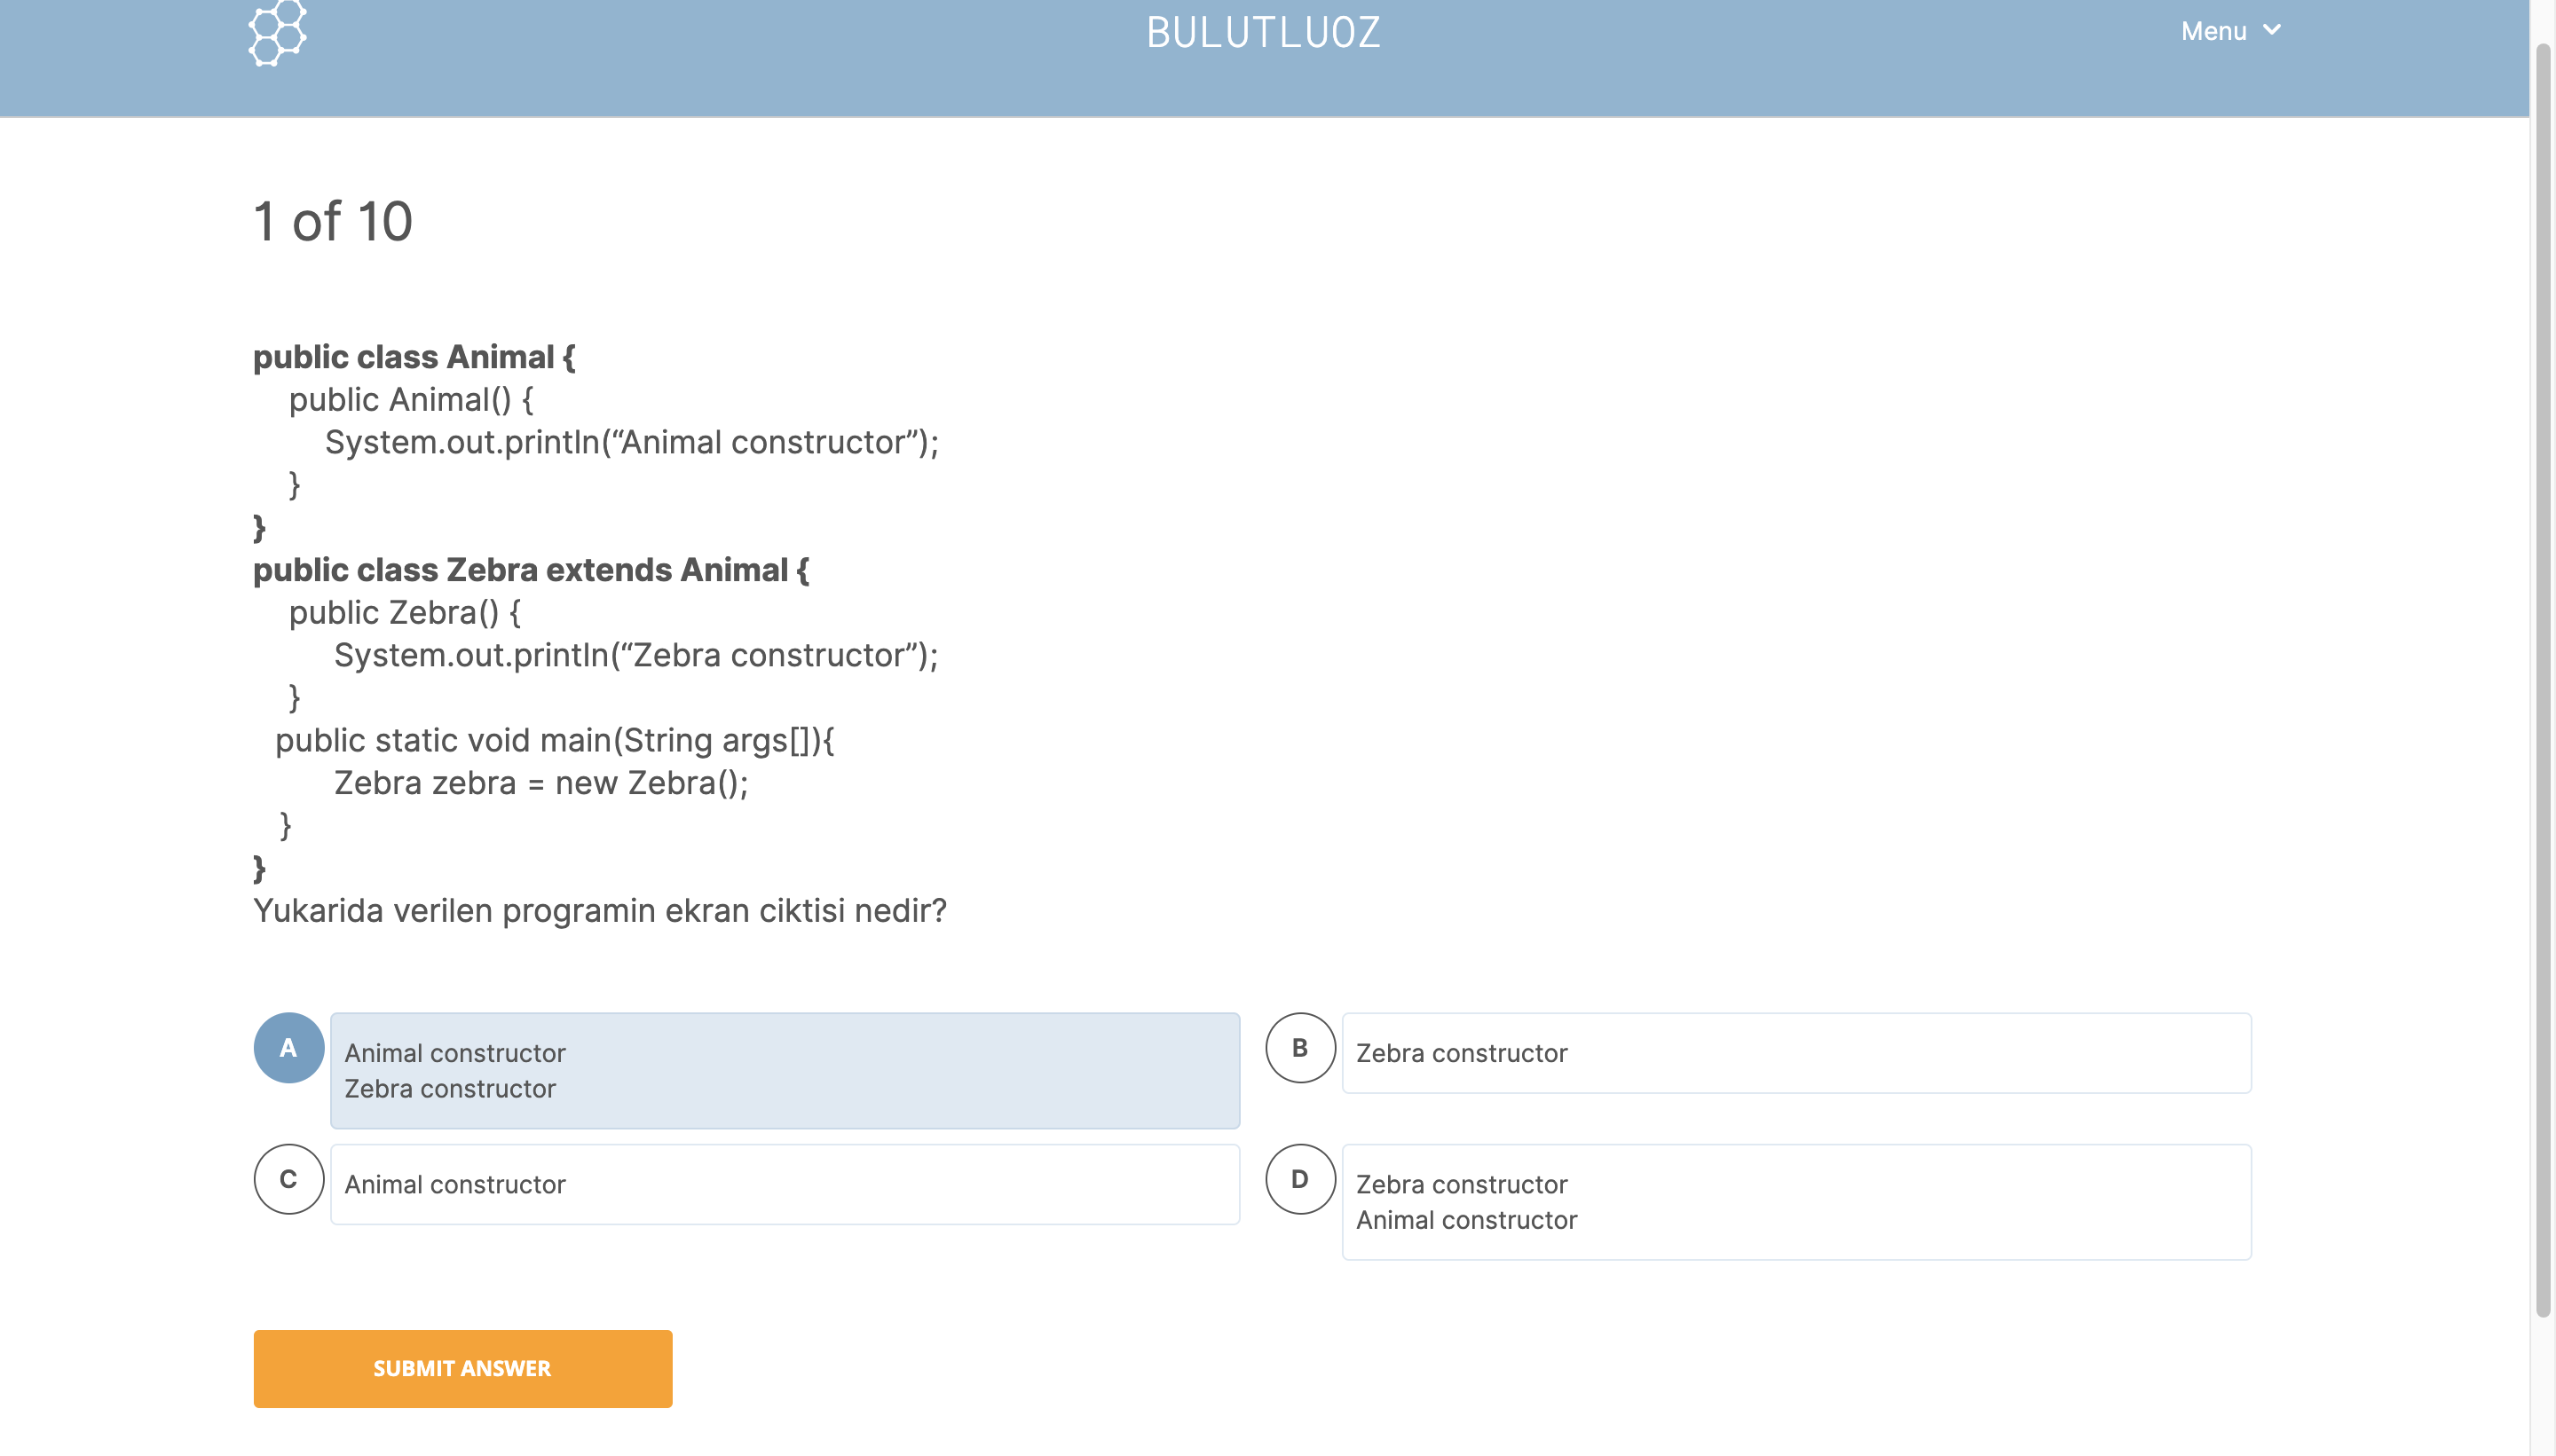 BULUTLUOZ
Menu
1 of 10
public class Animal {
public Animal() {
System.out.println(“Animal constructor”);
}
}
public class Zebra extends Animal {
public Zebra() {
System.out.println(“Zebra constructor”);
}
public static void main(String args[]){
Zebra zebra = new Zebra();
}
}
Yukarida verilen programin ekran ciktisi nedir?
A
Animal constructor
Zebra constructor
B
Zebra constructor
C
Animal constructor
D
Zebra constructor
Animal constructor
SUBMIT ANSWER